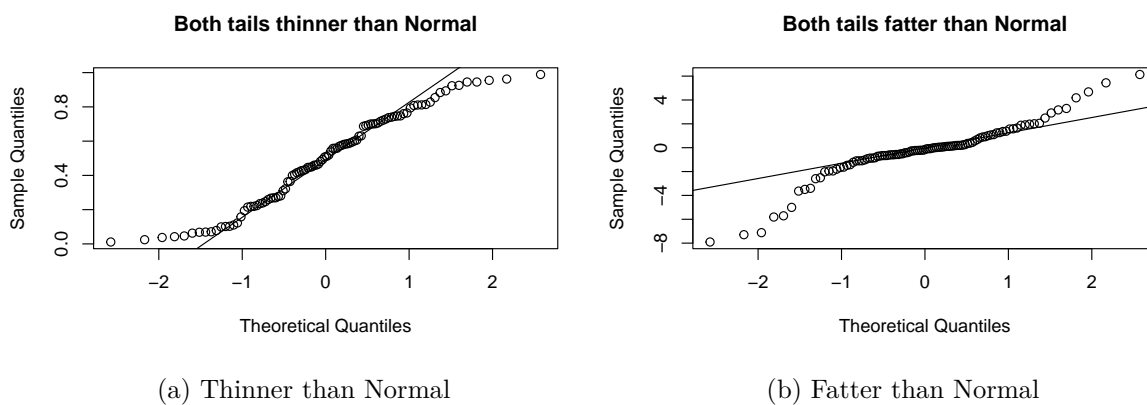 Both tails thinner than Normal
Sample Quantiles
0.0 0.4 0.8
−2 −1 0 1 2
Theoretical Quantiles
(a) Thinner than Normal
Both tails fatter than Normal
Sample Quantiles
−8 −4 0 4
−2 −1 0 1 2
Theoretical Quantiles
(b) Fatter than Normal